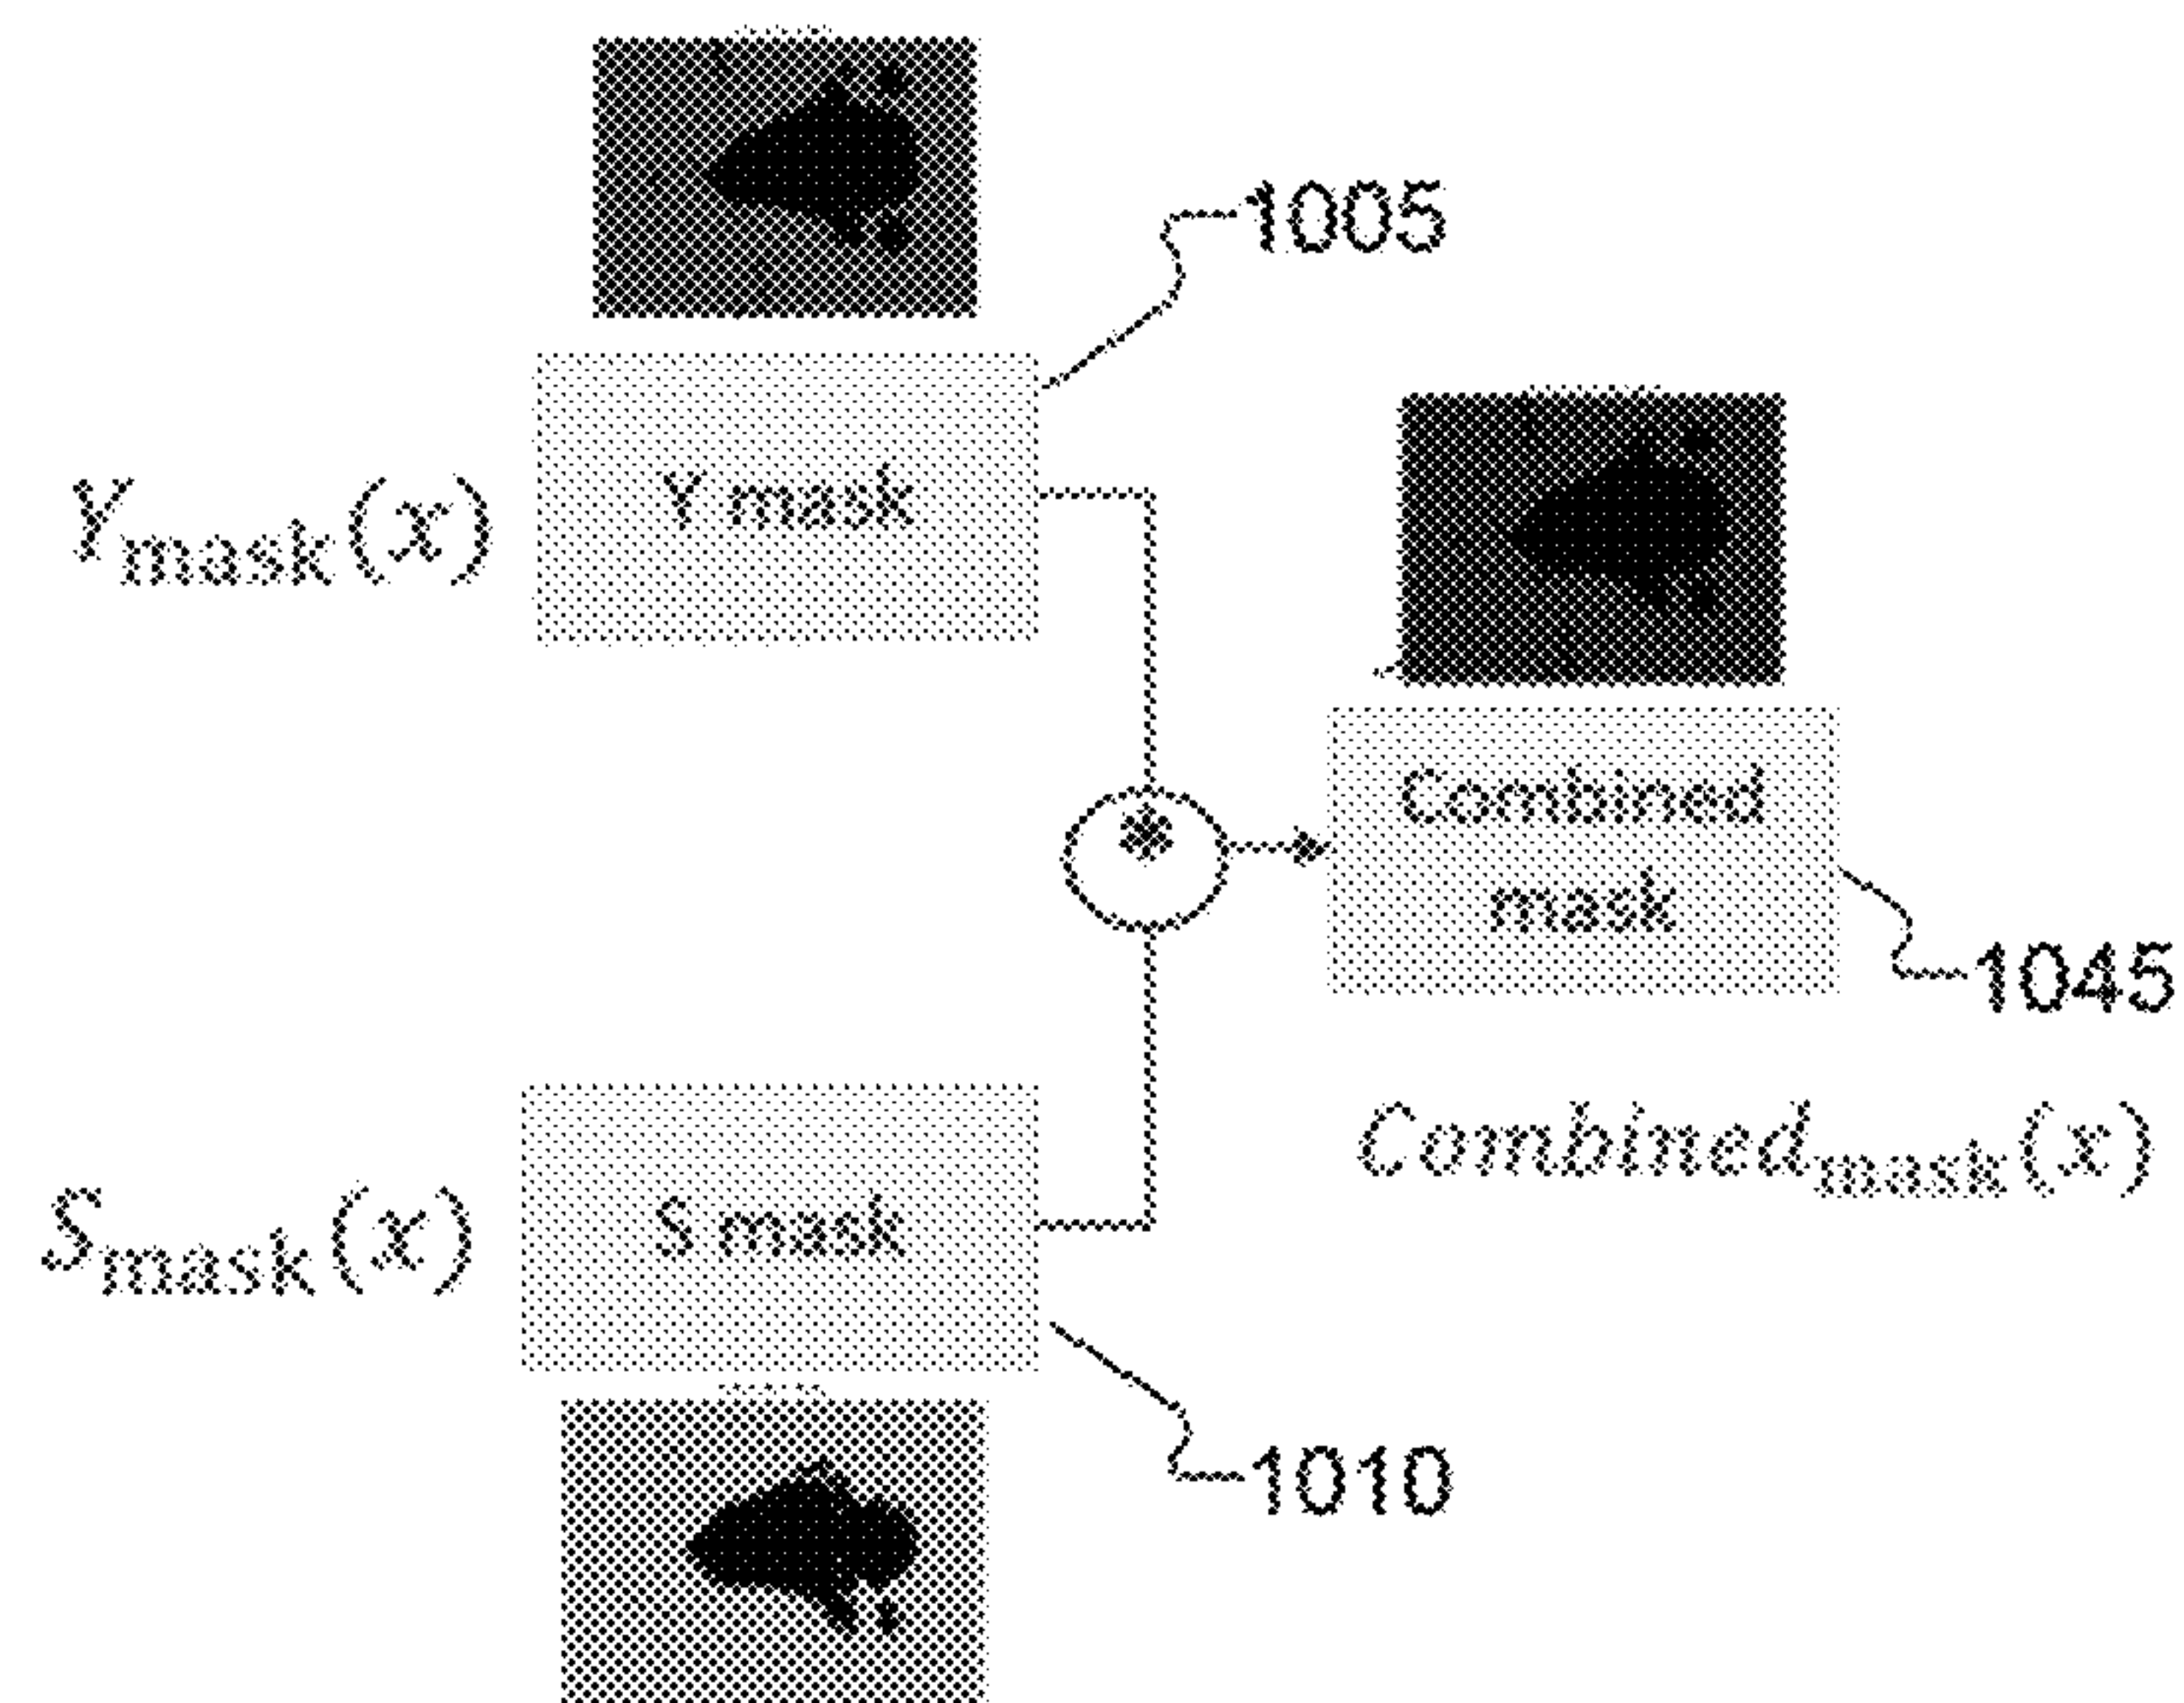 1005
Y mask
Ymask(x)
*
Combined
mask
1045
Combinedmask(x)
S mask
Smask(x)
1010